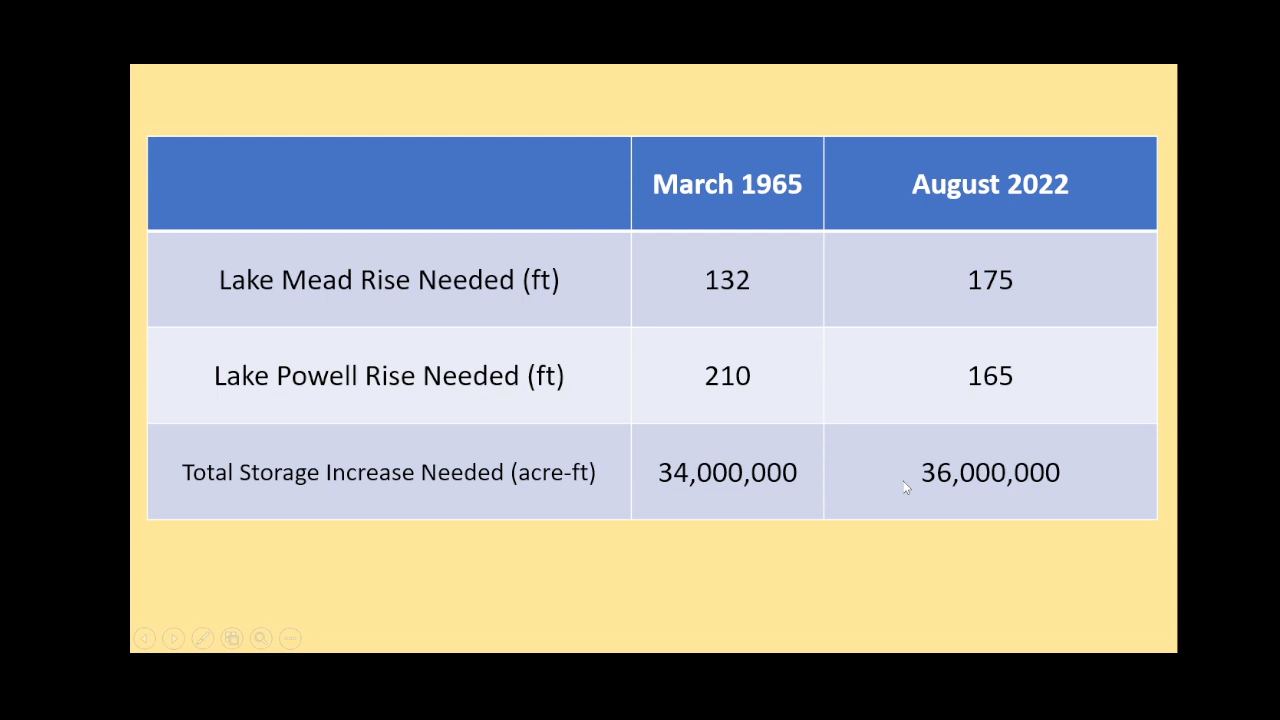 March 1965 August 2022
Lake Mead Rise Needed (ft) 132 175
Lake Powell Rise Needed (ft) 210 165
Total Storage Increase Needed (acre-ft) 34,000,000 36,000,000